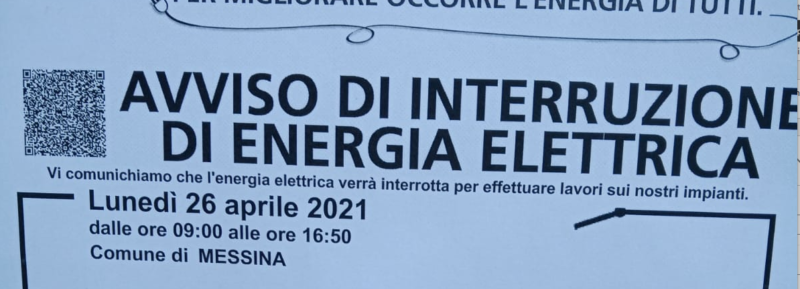 PER MIGLIORARE OCCORRE L'ENERGIA DI TUTTI.
AVVISO DI INTERRUZIONE
DI ENERGIA ELETTRICA
Vi comunichiamo che l'energia elettrica verrà interrotta per effettuare lavori sui nostri impianti.
Lunedì 26 aprile 2021
dalle ore 09:00 alle ore 16:50
Comune di MESSINA